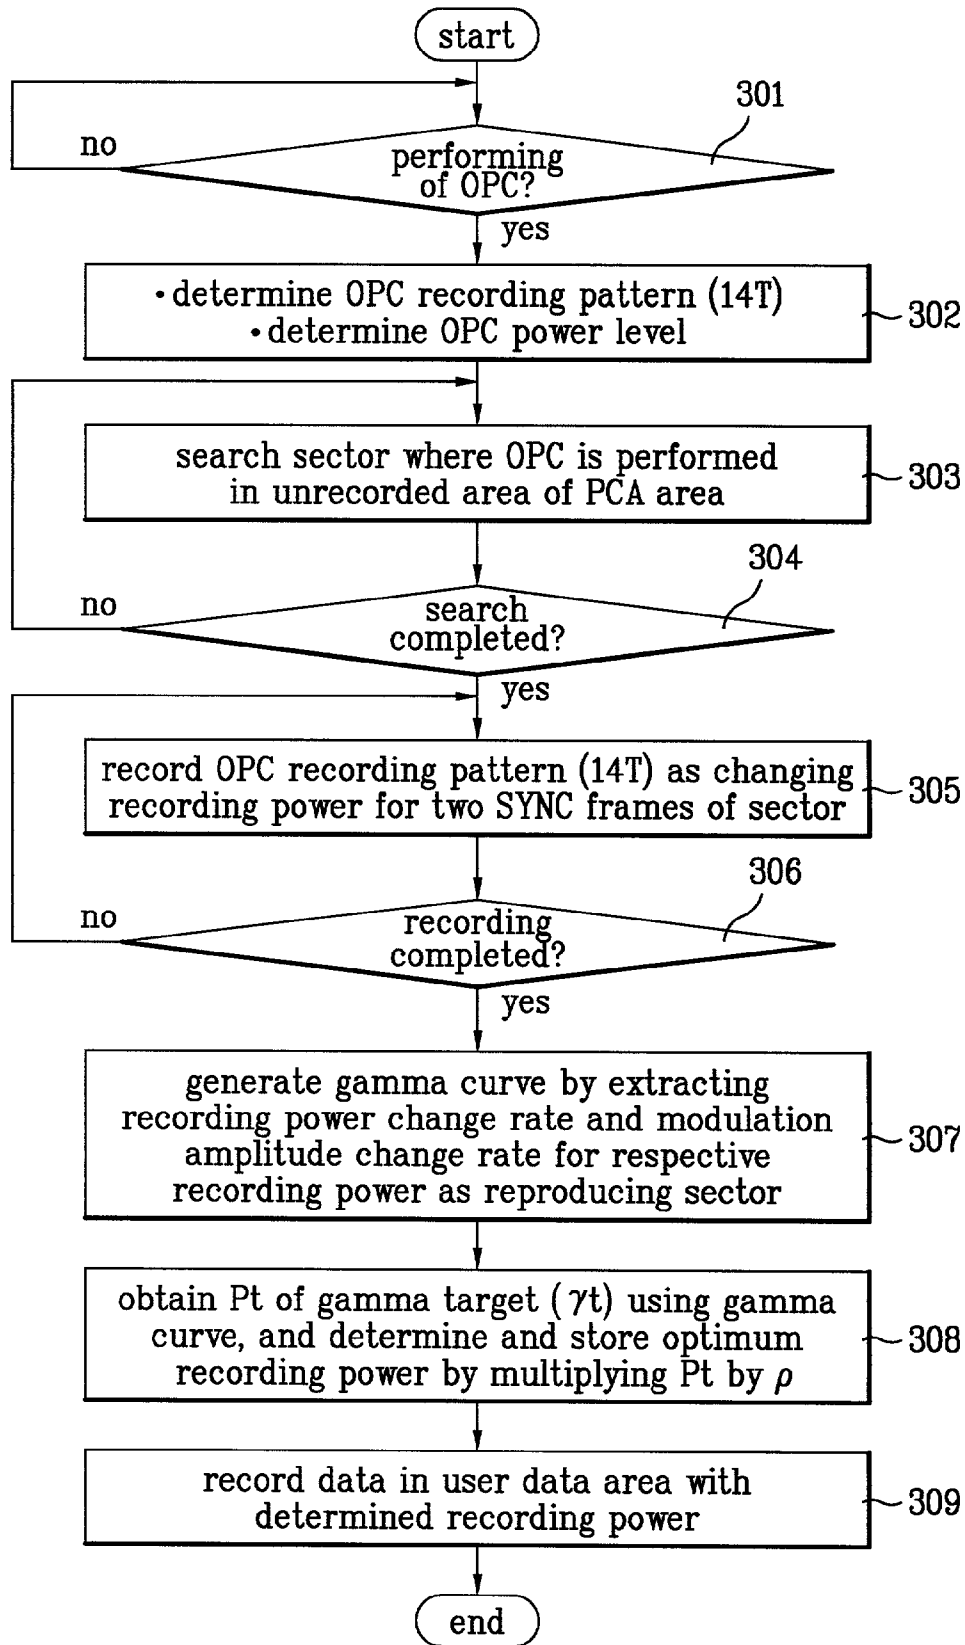 start
301
no
performing
of OPC?
yes
• determine OPC recording pattern (14T)
• determine OPC power level
302
search sector where OPC is performed
in unrecorded area of PCA area
303
304
no
search
completed?
yes
record OPC recording pattern (14T) as changing
recording power for two SYNC frames of sector
305
306
no
recording
completed?
yes
generate gamma curve by extracting
recording power change rate and modulation
amplitude change rate for respective
recording power as reproducing sector
307
obtain Pt of gamma target (γt) using gamma
curve, and determine and store optimum
recording power by multiplying Pt by ρ
308
record data in user data area with
determined recording power
309
end